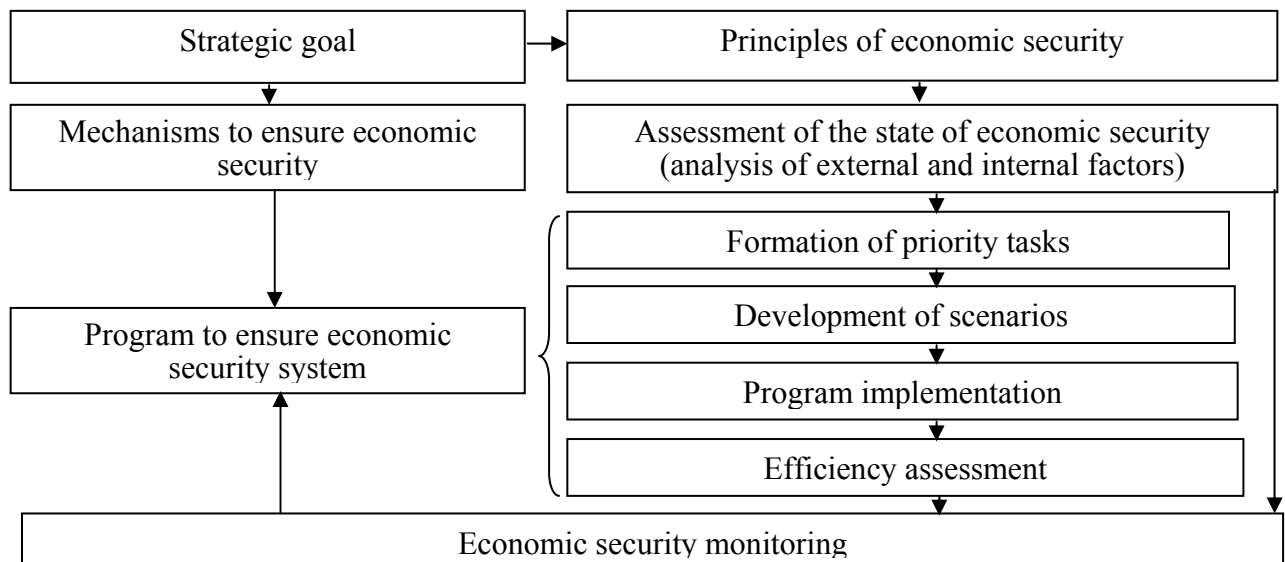 Strategic goal
Principles of economic security
Mechanisms to ensure economic
security
Assessment of the state of economic security
(analysis of external and internal factors)
Formation of priority tasks
Development of scenarios
Program to ensure economic
security system
Program implementation
Efficiency assessment
Economic security monitoring